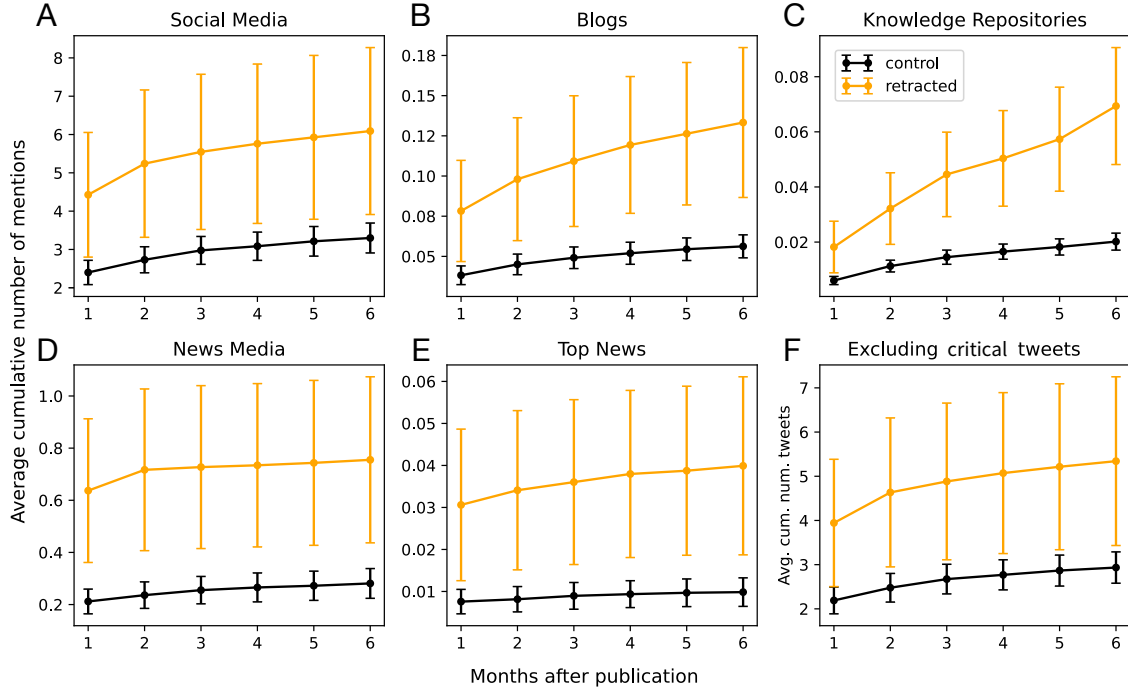 A
Social Media
8
7
6
5
4
3
2
1 2 3 4 5 6
B
Blogs
0.18
0.15
0.12
0.10
0.08
0.05
1 2 3 4 5 6
C
Knowledge Repositories
control
retracted
0.08
0.06
0.04
0.02
1 2 3 4 5 6
Average cumulative number of mentions
D
News Media
1.0
0.8
0.6
0.4
0.2
1 2 3 4 5 6
E
Top News
0.06
0.05
0.04
0.03
0.02
0.01
1 2 3 4 5 6
F
Excluding critical tweets
Avg. cum. num. tweets
7
6
5
4
3
2
1 2 3 4 5 6
Months after publication